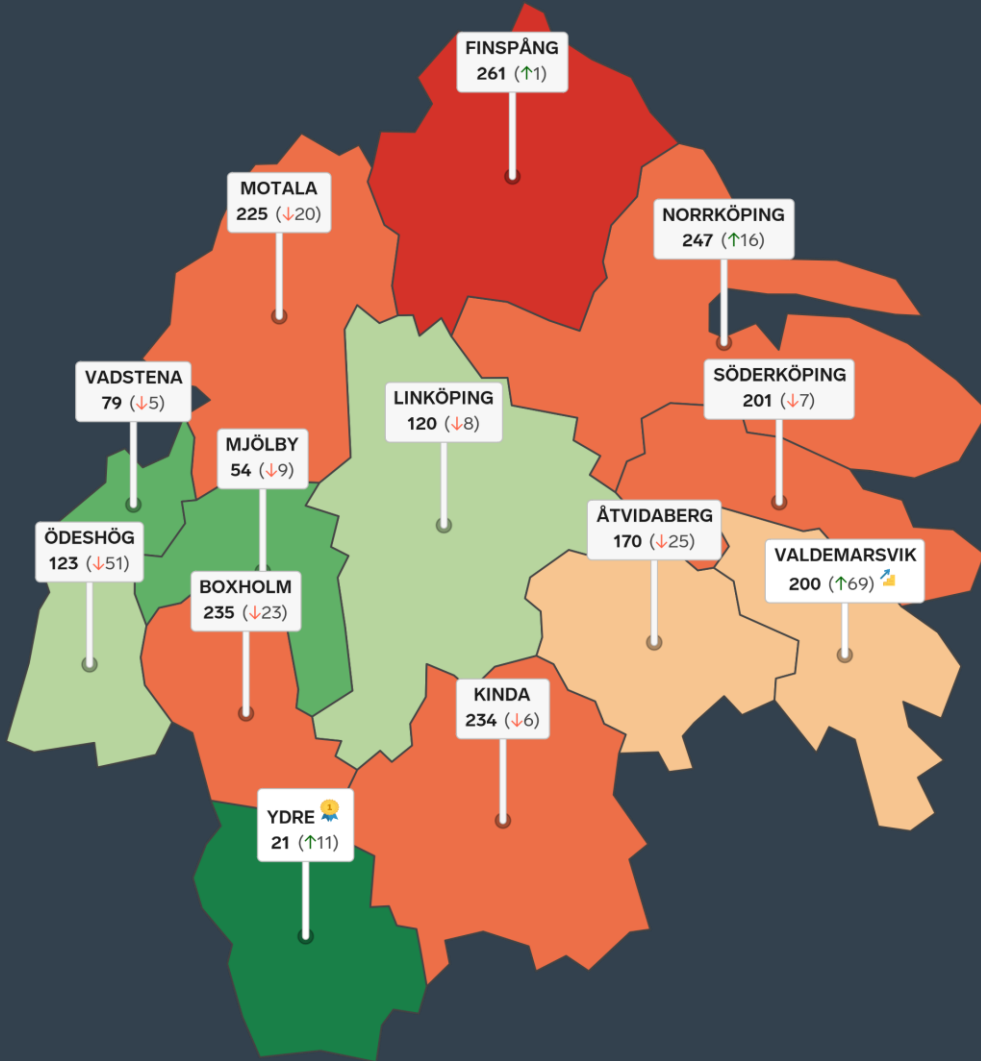 FINSPÅNG
261 (↑1)
MOTALA
225 (↓20)
NORRKÖPING
247 (↑16)
VADSTENA
79 (↓5)
SÖDERKÖPING
201 (↓7)
LINKÖPING
120 (↓8)
MJÖLBY
54 (↓9)
ÅTVIDABERG
170 (↓25)
ÖDESHÖG
123 (↓51)
VALDEMARSVIK
200 (↑69)
BOXHOLM
235 (↓23)
KINDA
234 (↓6)
YDRE 1
21 (↑11)